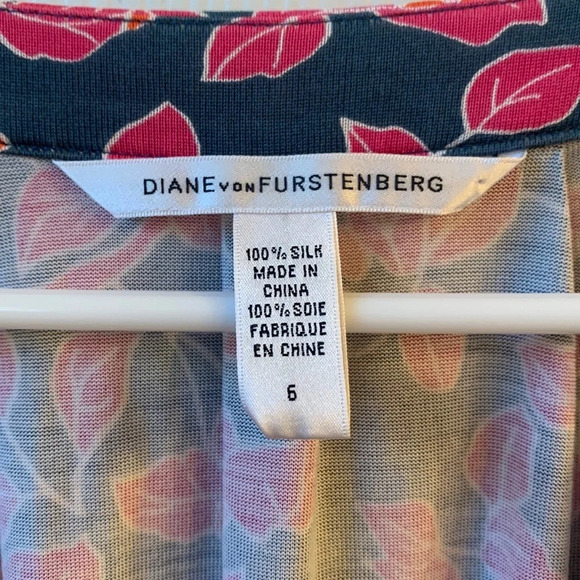 DIANE VON FURSTENBERG
100% SILK
MADE IN
CHINA
100% SOIE
FABRIQUE
EN CHINE
6